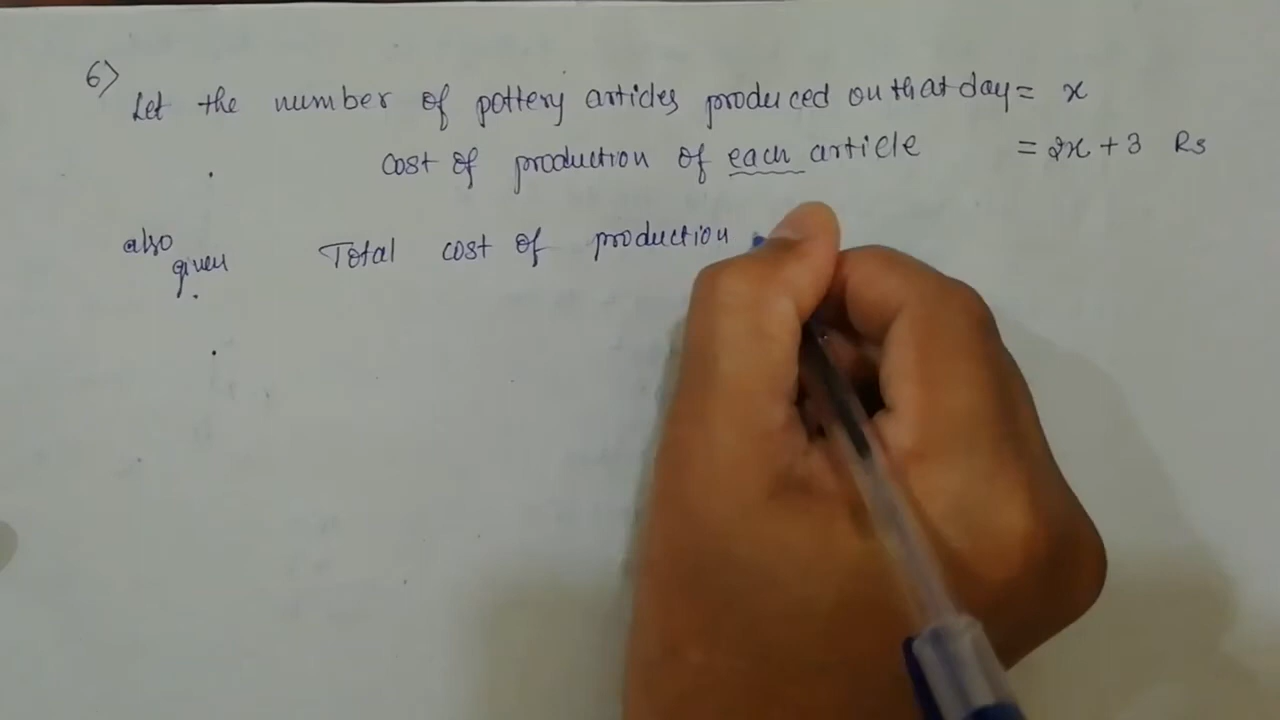 6)
Let the number of pottery articles produced on that day = x
cost of production of each article = 2x + 3 Rs
also given Total cost of production